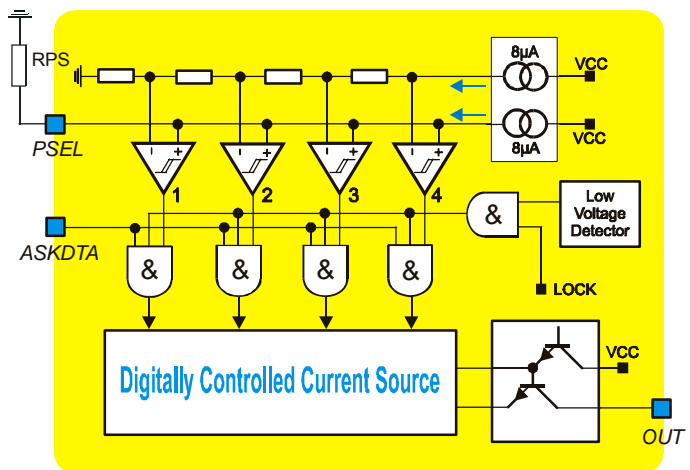 RPS
8µA
VCC
VCC
8µA
PSEL
- + - + - + - +
1 2 3 4
& Low
Voltage
Detector
ASKDTA
& & & &
LOCK
Digitally Controlled Current Source
VCC
OUT